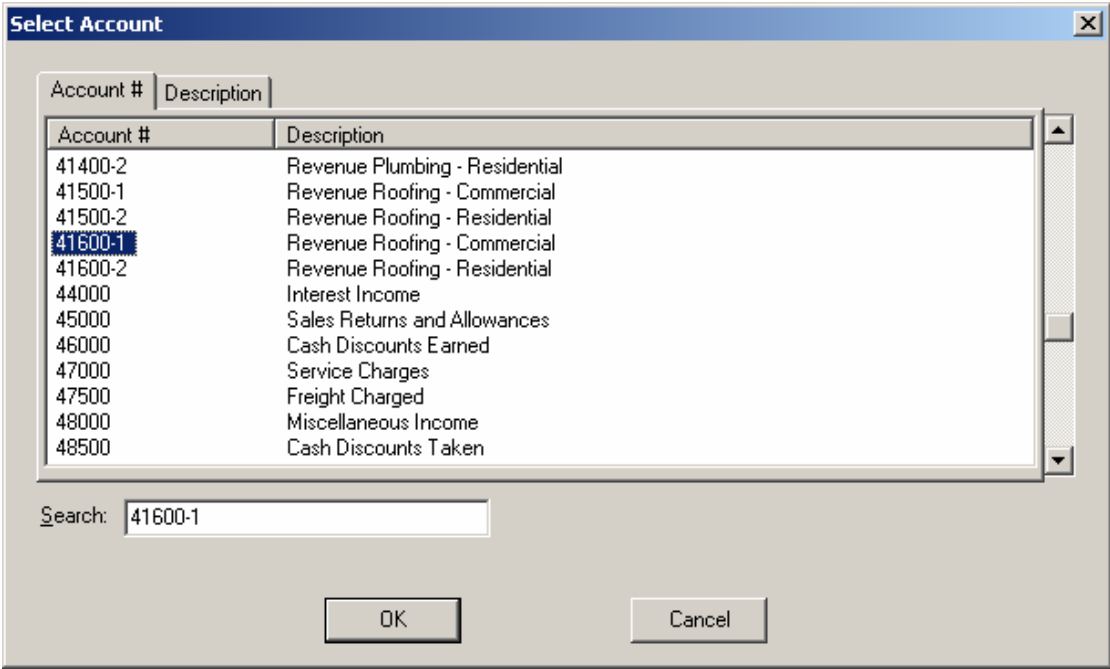 Select Account
Account # Description
Account # Description
41400-2 Revenue Plumbing - Residential
41500-1 Revenue Roofing - Commercial
41500-2 Revenue Roofing - Residential
41600-1 Revenue Roofing - Commercial
41600-2 Revenue Roofing - Residential
44000 Interest Income
45000 Sales Returns and Allowances
46000 Cash Discounts Earned
47000 Service Charges
47500 Freight Charged
48000 Miscellaneous Income
48500 Cash Discounts Taken
Search: 41600-1
OK Cancel